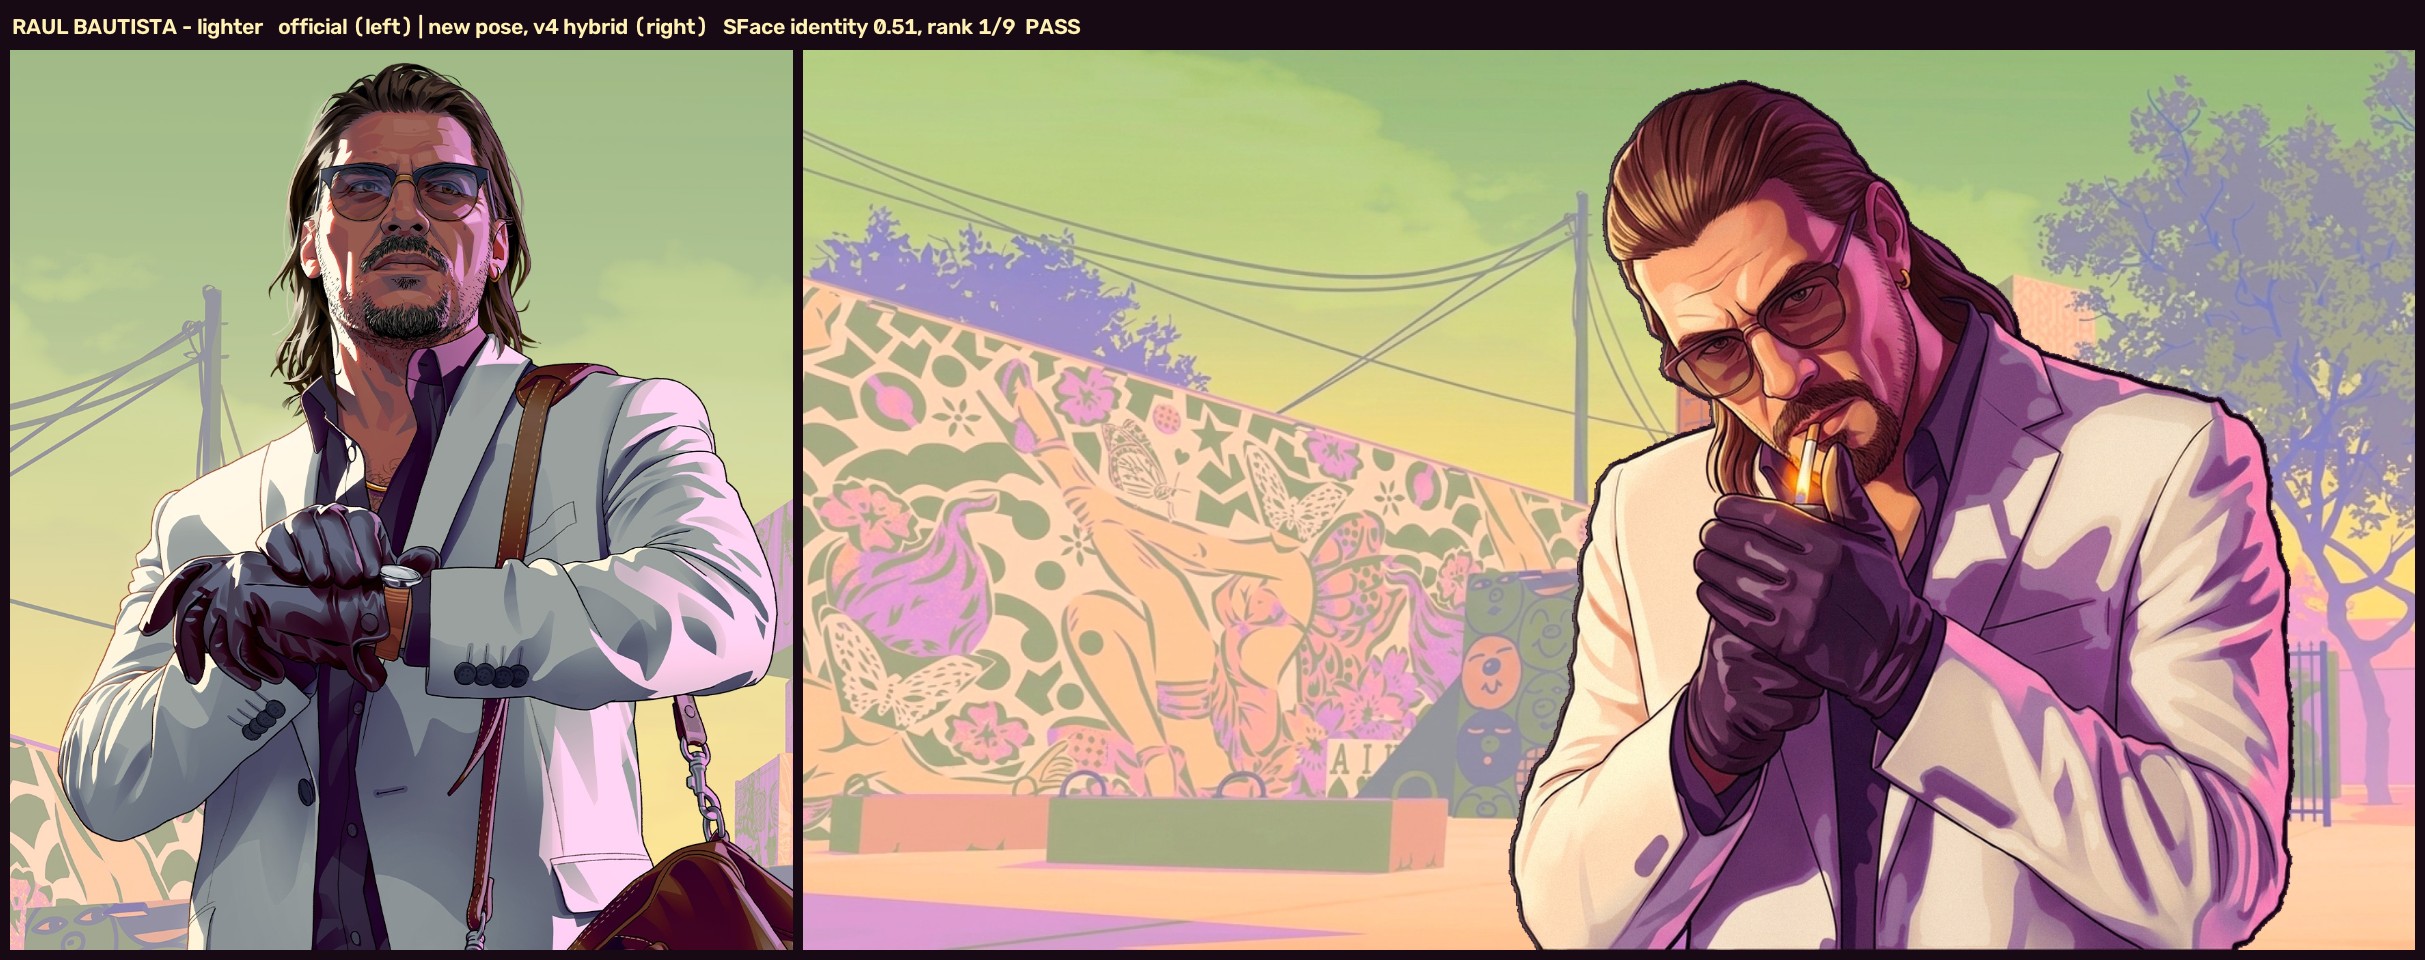 RAUL BAUTISTA - lighter official (left) | new pose, v4 hybrid (right) SFace identity 0.51, rank 1/9 PASS